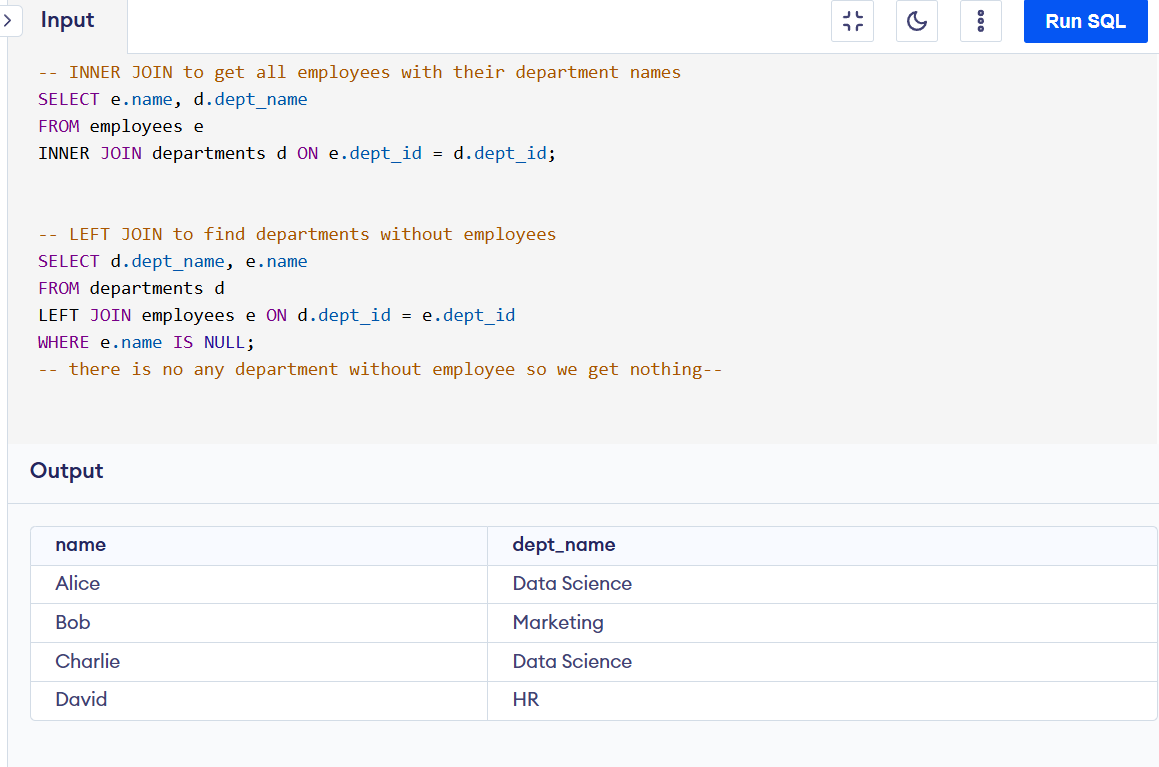 Input
Run SQL
-- INNER JOIN to get all employees with their department names
SELECT e.name, d.dept_name
FROM employees e
INNER JOIN departments d ON e.dept_id = d.dept_id;
-- LEFT JOIN to find departments without employees
SELECT d.dept_name, e.name
FROM departments d
LEFT JOIN employees e ON d.dept_id = e.dept_id
WHERE e.name IS NULL;
-- there is no any department without employee so we get nothing--
Output
name dept_name
Alice Data Science
Bob Marketing
Charlie Data Science
David HR